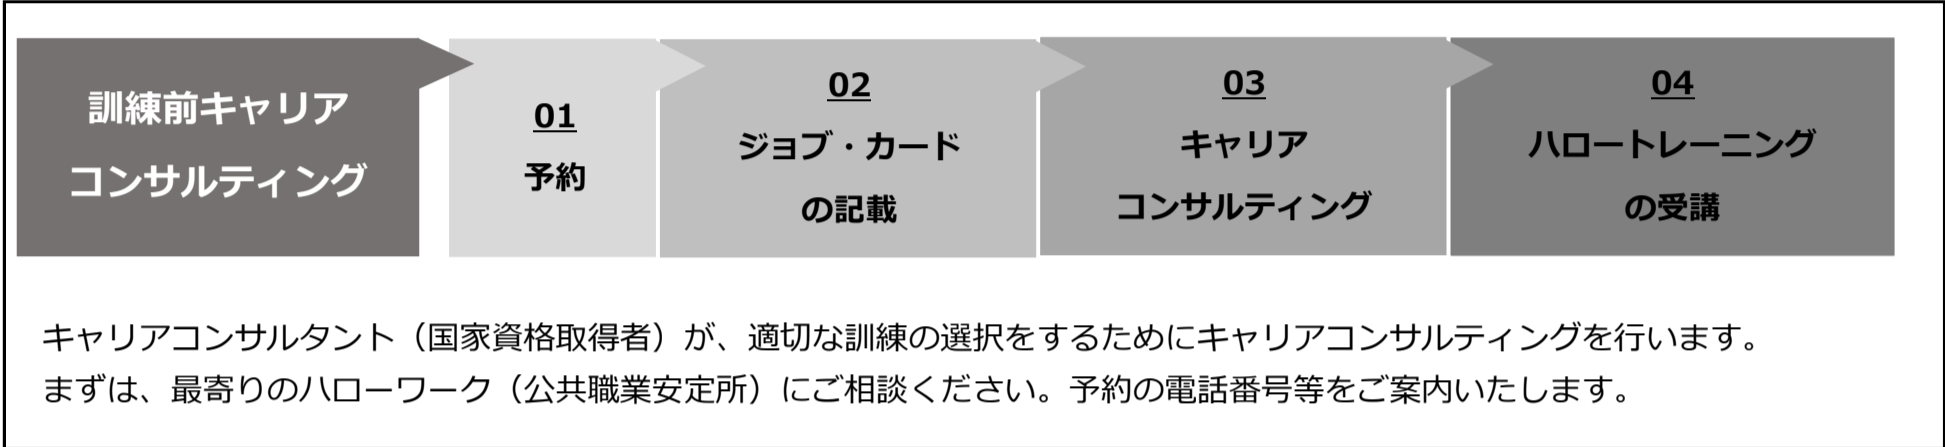 訓練前キャリア
コンサルティング
01
予約
02
ジョブ・カード
の記載
03
キャリア
コンサルティング
04
ハロートレーニング
の受講
キャリアコンサルタント（国家資格取得者）が、適切な訓練の選択をするためにキャリアコンサルティングを行います。
まずは、最寄りのハローワーク（公共職業安定所）にご相談ください。予約の電話番号等をご案内いたします。